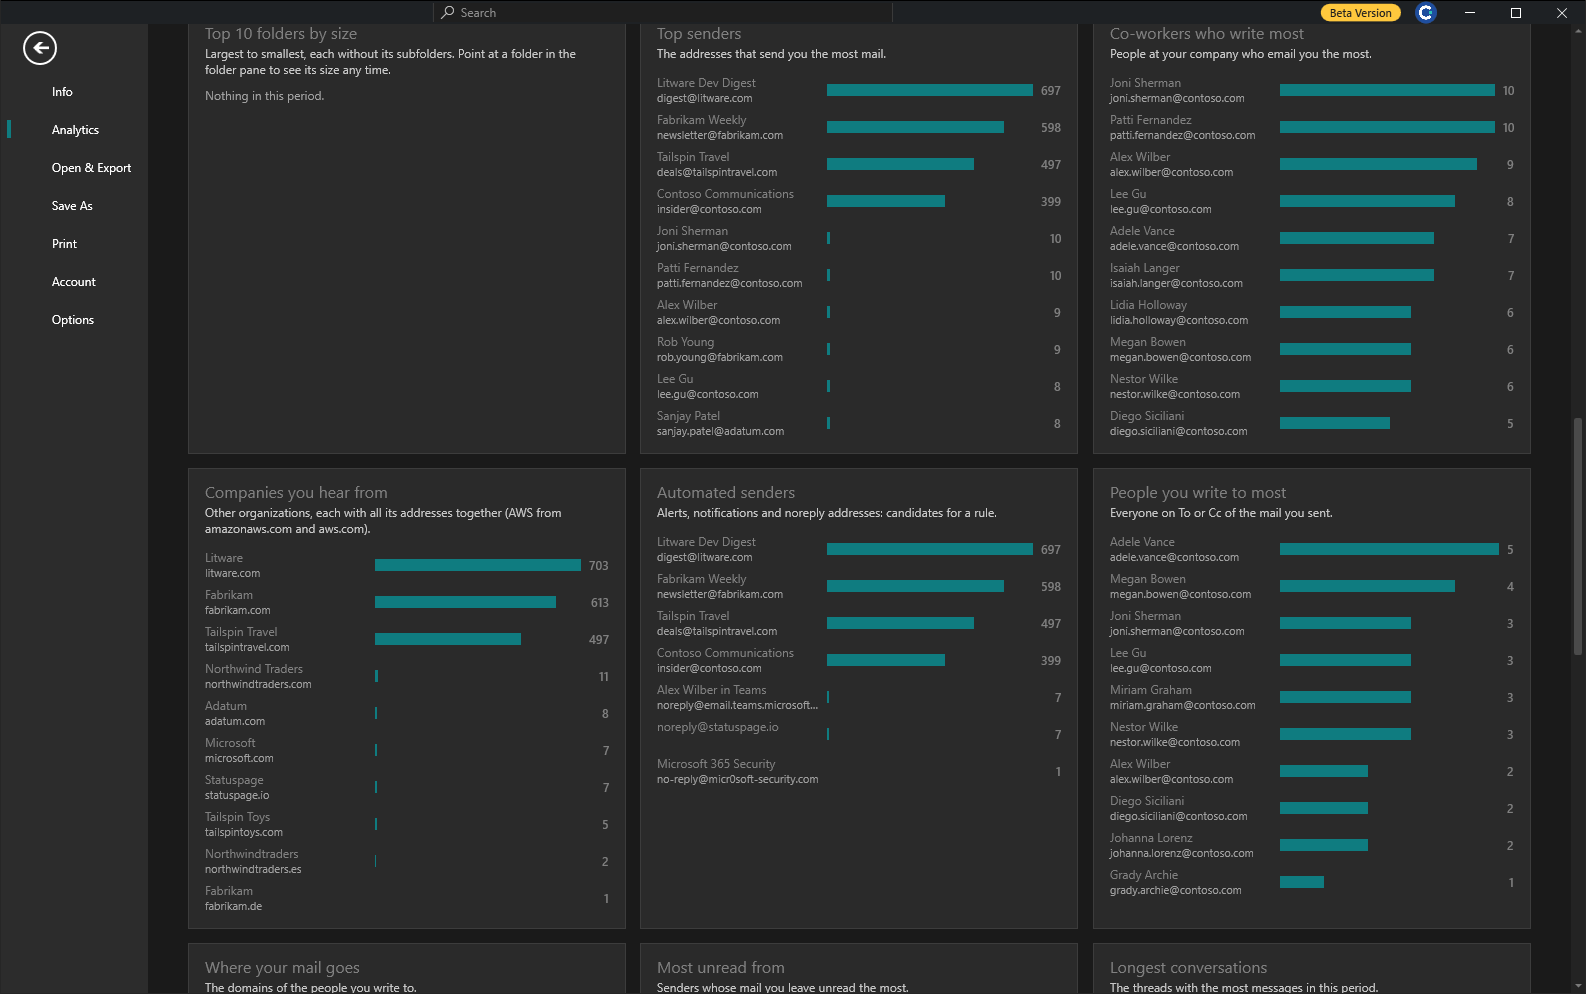 Search
Beta Version
Info
Analytics
Open & Export
Save As
Print
Account
Options
Top 10 folders by size
Largest to smallest, each without its subfolders. Point at a folder in the
folder pane to see its size any time.
Nothing in this period.
Top senders
The addresses that send you the most mail.
Litware Dev Digest
digest@litware.com
697
Fabrikam Weekly
newsletter@fabrikam.com
598
Tailspin Travel
deals@tailspintravel.com
497
Contoso Communications
insider@contoso.com
399
Joni Sherman
joni.sherman@contoso.com
10
Patti Fernandez
patti.fernandez@contoso.com
10
Alex Wilber
alex.wilber@contoso.com
9
Rob Young
rob.young@fabrikam.com
9
Lee Gu
lee.gu@contoso.com
8
Sanjay Patel
sanjay.patel@adatum.com
8
Co-workers who write most
People at your company who email you the most.
Joni Sherman
joni.sherman@contoso.com
10
Patti Fernandez
patti.fernandez@contoso.com
10
Alex Wilber
alex.wilber@contoso.com
9
Lee Gu
lee.gu@contoso.com
8
Adele Vance
adele.vance@contoso.com
7
Isaiah Langer
isaiah.langer@contoso.com
7
Lidia Holloway
lidia.holloway@contoso.com
6
Megan Bowen
megan.bowen@contoso.com
6
Nestor Wilke
nestor.wilke@contoso.com
6
Diego Siciliani
diego.siciliani@contoso.com
5
Companies you hear from
Other organizations, each with all its addresses together (AWS from
amazonaws.com and aws.com).
Litware
litware.com
703
Fabrikam
fabrikam.com
613
Tailspin Travel
tailspintravel.com
497
Northwind Traders
northwindtraders.com
11
Adatum
adatum.com
8
Microsoft
microsoft.com
7
Statuspage
statuspage.io
7
Tailspin Toys
tailspintoys.com
5
Northwindtraders
northwindtraders.es
2
Fabrikam
fabrikam.de
1
Automated senders
Alerts, notifications and noreply addresses: candidates for a rule.
Litware Dev Digest
digest@litware.com
697
Fabrikam Weekly
newsletter@fabrikam.com
598
Tailspin Travel
deals@tailspintravel.com
497
Contoso Communications
insider@contoso.com
399
Alex Wilber in Teams
noreply@email.teams.microsoft...
7
noreply@statuspage.io
7
Microsoft 365 Security
no-reply@micr0soft-security.com
1
People you write to most
Everyone on To or Cc of the mail you sent.
Adele Vance
adele.vance@contoso.com
5
Megan Bowen
megan.bowen@contoso.com
4
Joni Sherman
joni.sherman@contoso.com
3
Lee Gu
lee.gu@contoso.com
3
Miriam Graham
miriam.graham@contoso.com
3
Nestor Wilke
nestor.wilke@contoso.com
3
Alex Wilber
alex.wilber@contoso.com
2
Diego Siciliani
diego.siciliani@contoso.com
2
Johanna Lorenz
johanna.lorenz@contoso.com
2
Grady Archie
grady.archie@contoso.com
1
Where your mail goes
The domains of the people you write to.
Most unread from
Senders whose mail you leave unread the most.
Longest conversations
The threads with the most messages in this period.